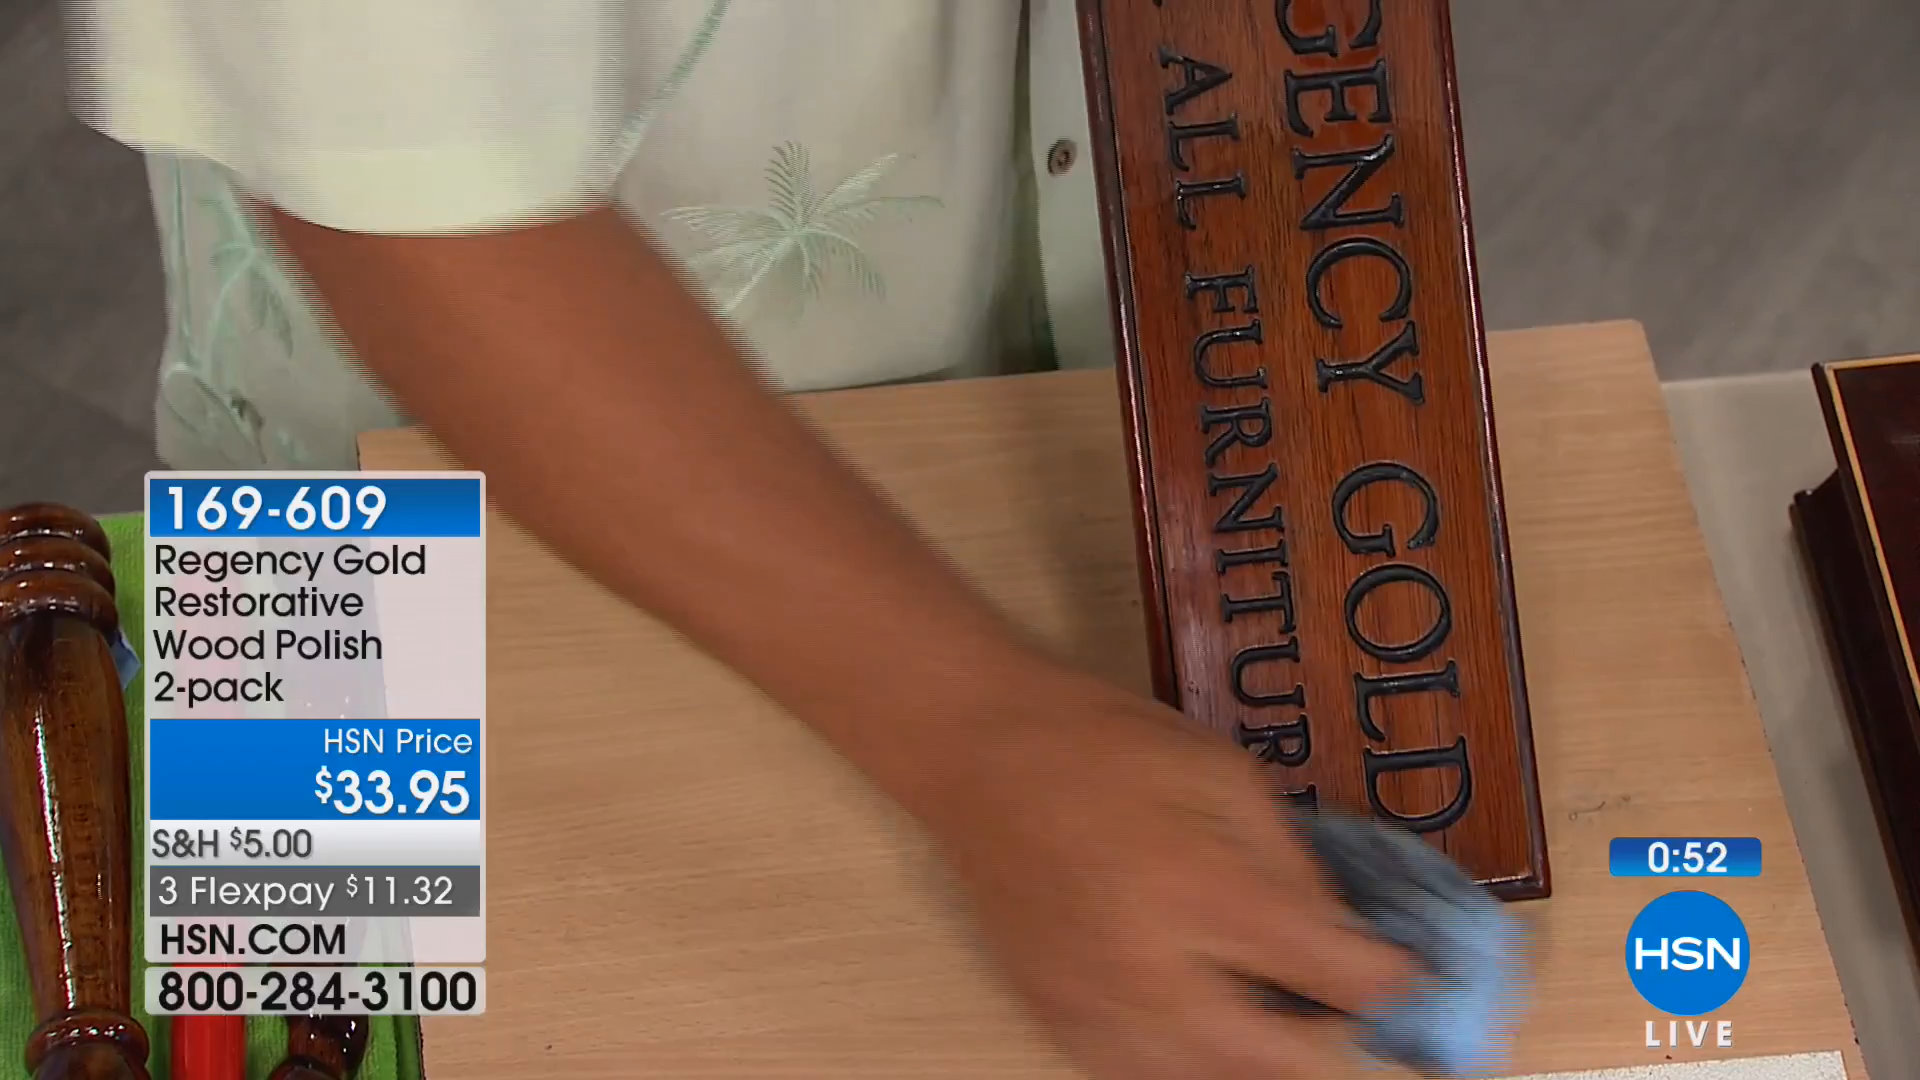 GENCY GOLD
ALL FURNITUR
169-609
Regency Gold
Restorative
Wood Polish
2-pack
HSN Price
$33.95
S&H $5.00
3 Flexpay $11.32
HSN.COM
800-284-3100
0:52
HSN
LIVE